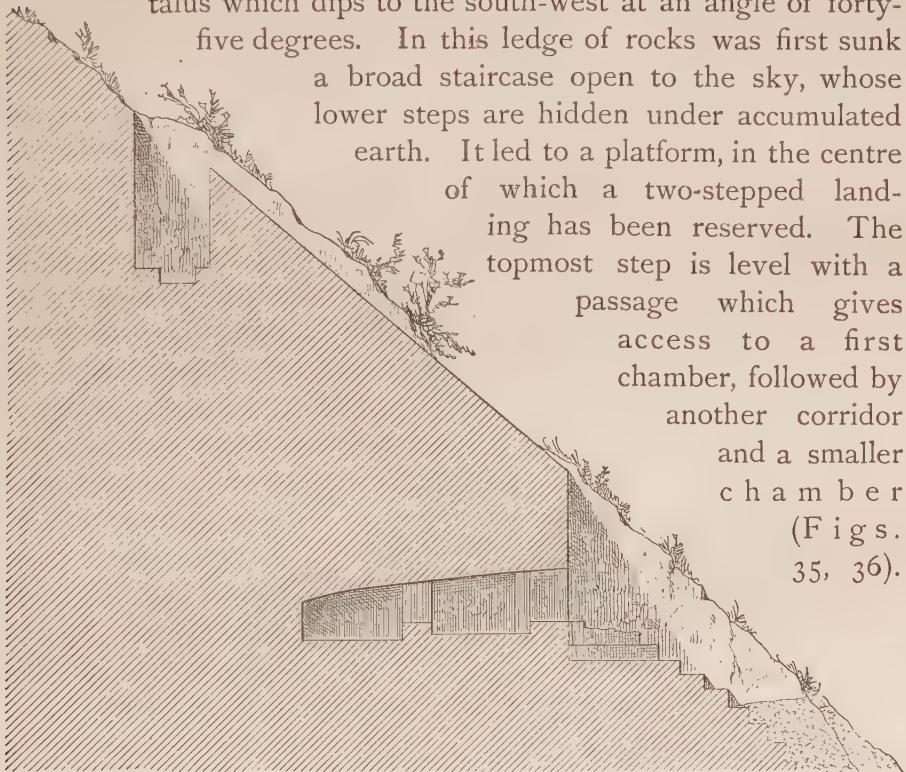 talus which dips to the south-west at an angle of forty-
five degrees. In this ledge of rocks was first sunk
a broad staircase open to the sky, whose
lower steps are hidden under accumulated
earth. It led to a platform, in the centre
of which a two-stepped land-
ing has been reserved. The
topmost step is level with a
passage which gives
access to a first
chamber, followed by
another corridor
and a smaller
chamber
(Figs.
35, 36).